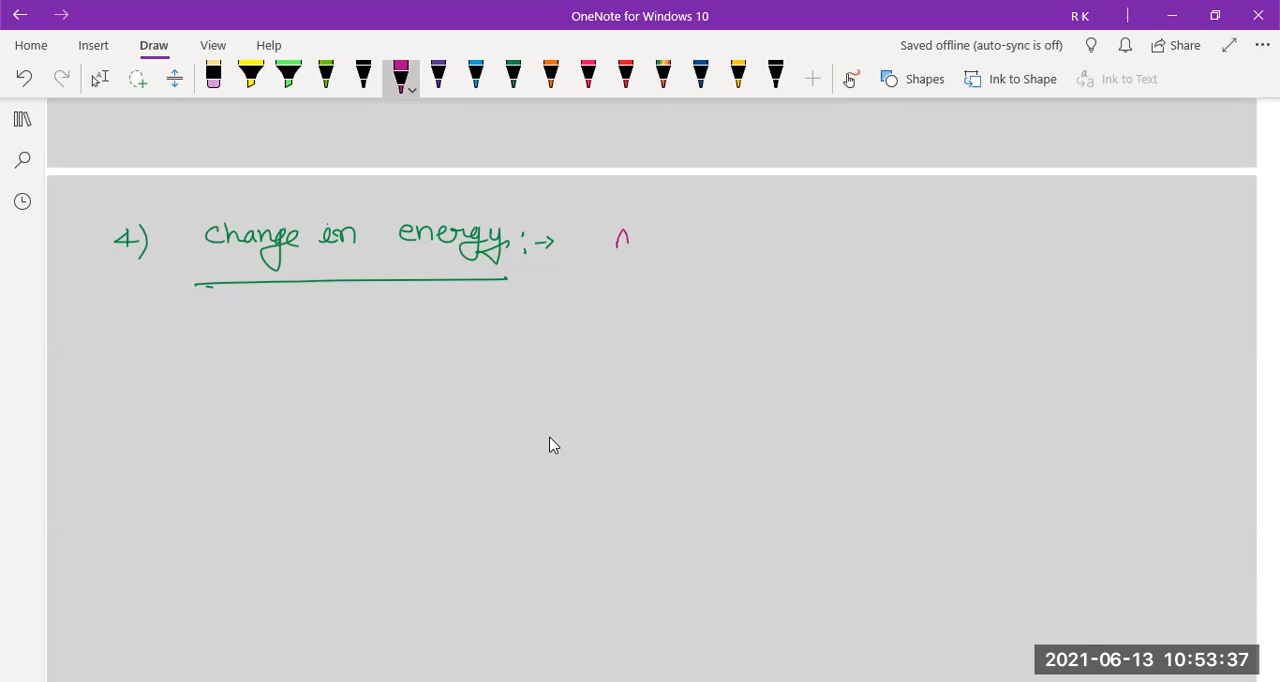 OneNote for Windows 10
R K
Home Insert Draw View Help
Saved offline (auto-sync is off) Share
Shapes Ink to Shape Ink to Text
4) change in energy :→
2021-06-13 10:53:37